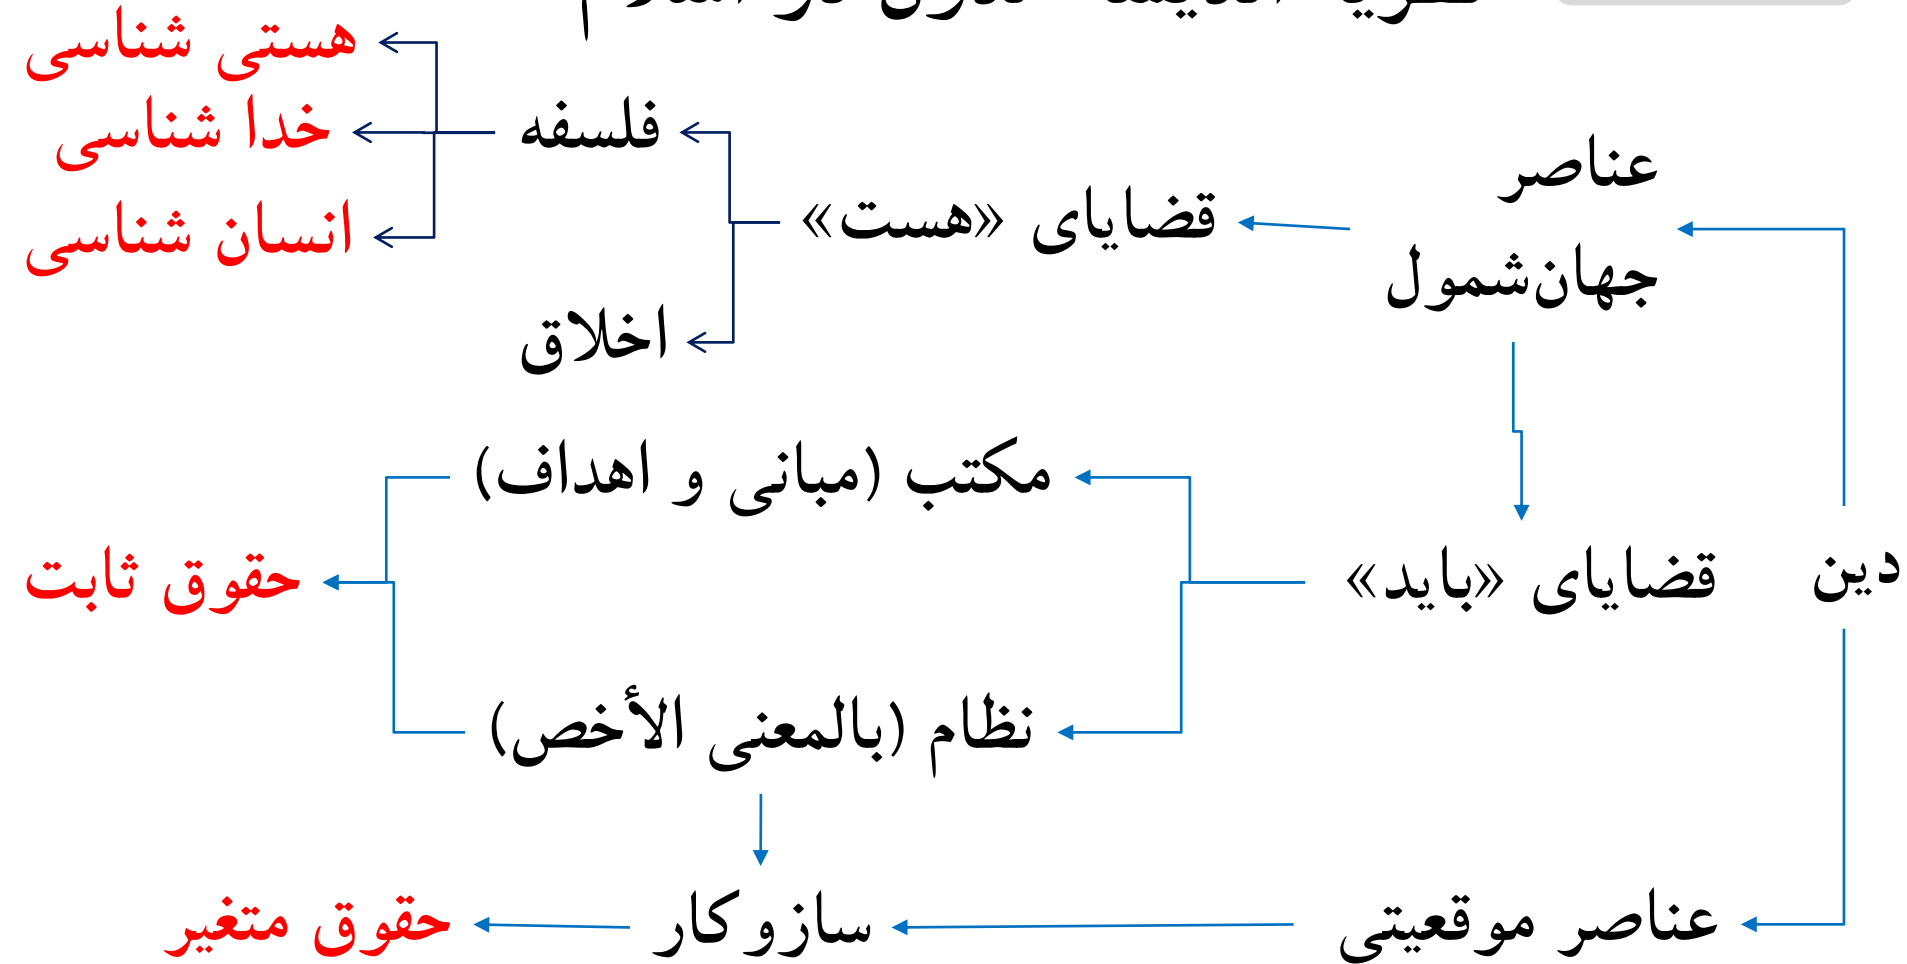 هستی شناسی
خدا شناسی
انسان شناسی
فلسفه
اخلاق
قضایای «هست»
عناصر
جهان‌شمول
مکتب (مبانی و اهداف)
حقوق ثابت
قضایای «باید»
دین
نظام (بالمعنی الأخص)
حقوق متغیر
سازوکار
عناصر موقعیتی